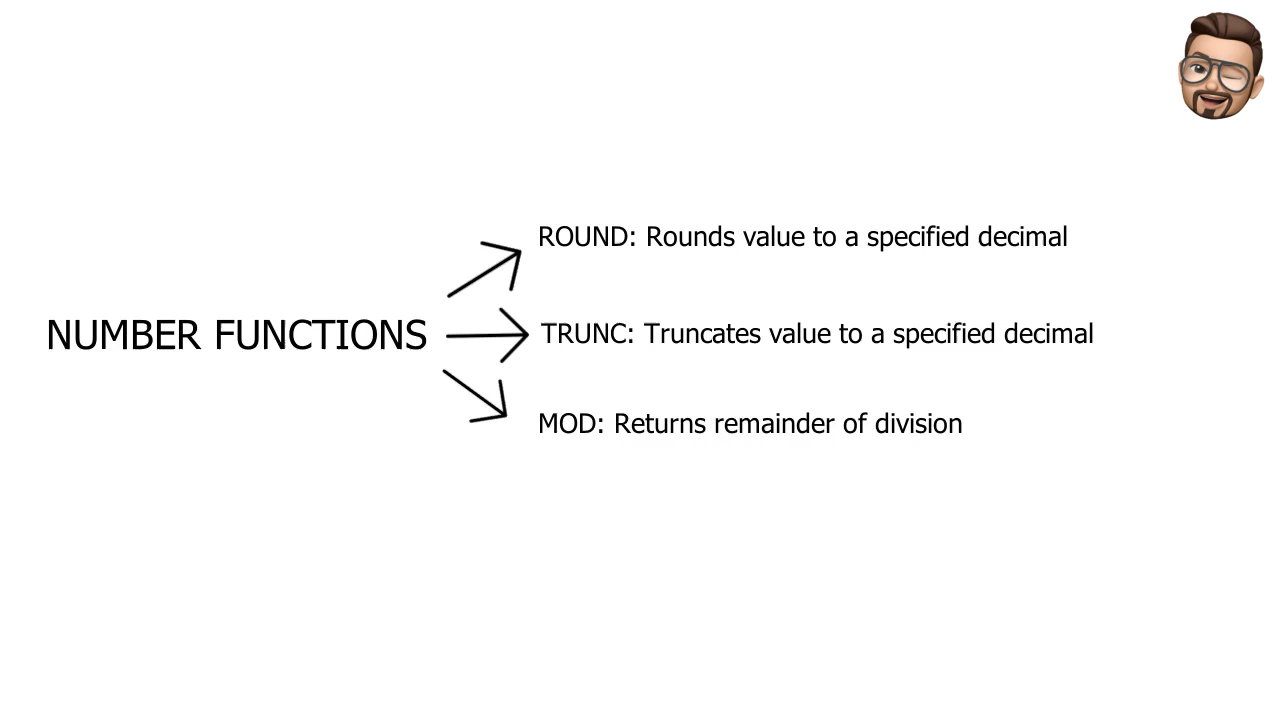 ROUND: Rounds value to a specified decimal
NUMBER FUNCTIONS
TRUNC: Truncates value to a specified decimal
MOD: Returns remainder of division